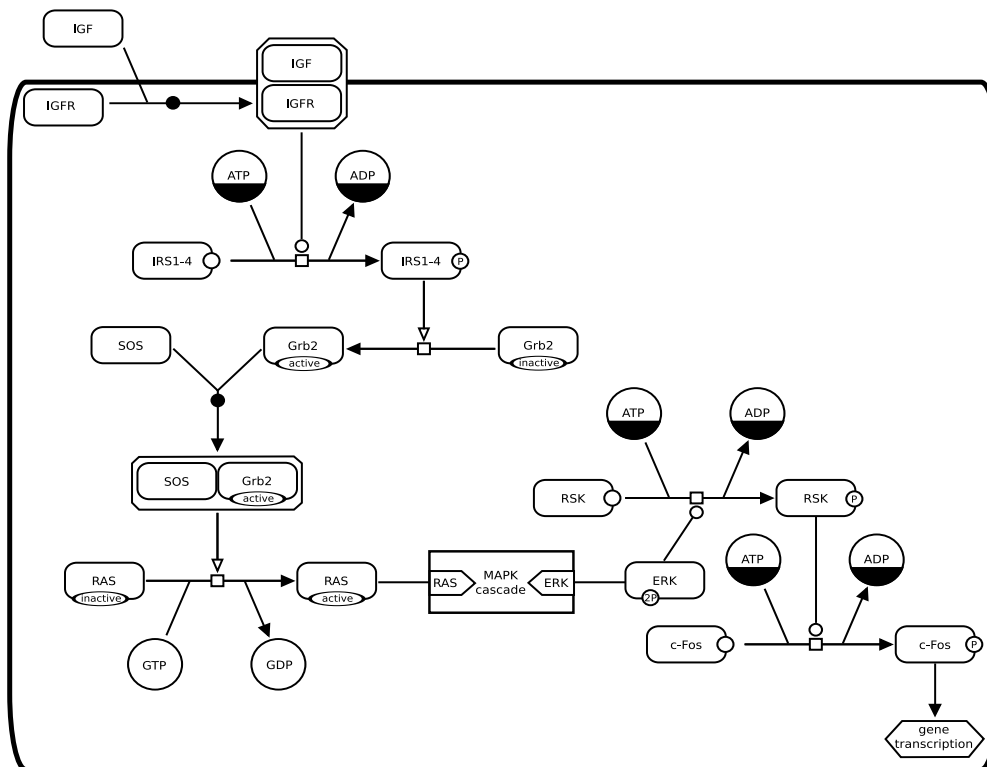 IGF
IGF
IGFR
IGFR
ATP
ADP
IRS1-4
IRS1-4
P
SOS
Grb2
active
Grb2
inactive
ATP
ADP
SOS
Grb2
active
RSK
RSK
P
ATP
ADP
RAS
inactive
RAS
active
RAS
MAPK
cascade
ERK
ERK
2P
c-Fos
c-Fos
P
GTP
GDP
gene
transcription